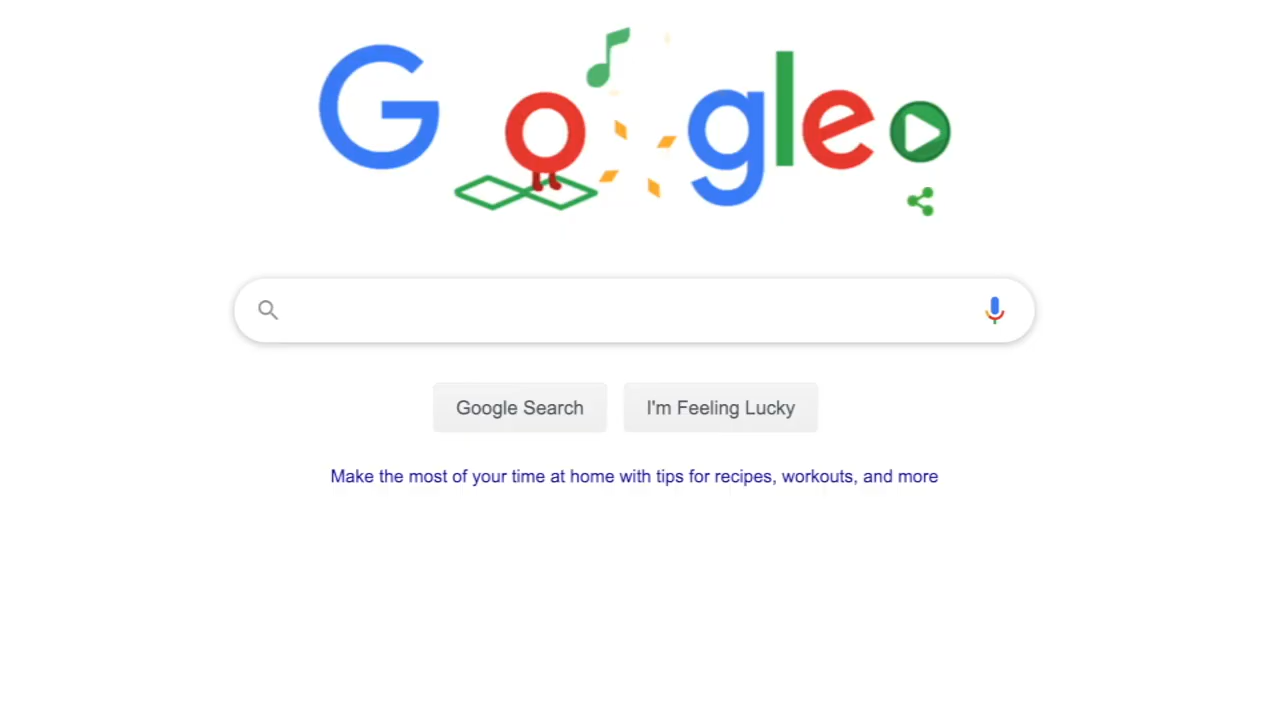 Google
Google Search
I'm Feeling Lucky
Make the most of your time at home with tips for recipes, workouts, and more